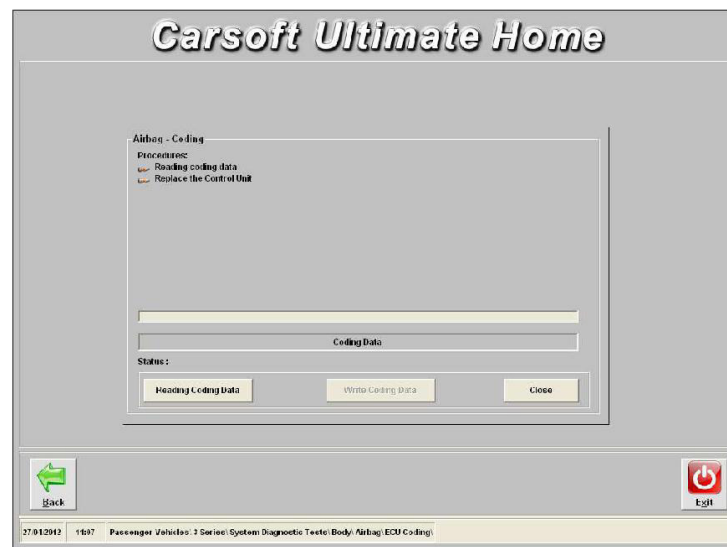 Carsoft Ultimate Home
Airbag - Coding
Procedures:
Reading coding data
Replace the Control Unit
Coding Data
Status :
Reading Coding Data
Write Coding Data
Close
Back
Exit
27/01/2012 11:07 Passenger Vehicles\ 3 Series\ System Diagnostic Tests\ Body\ Airbag\ ECU Coding\